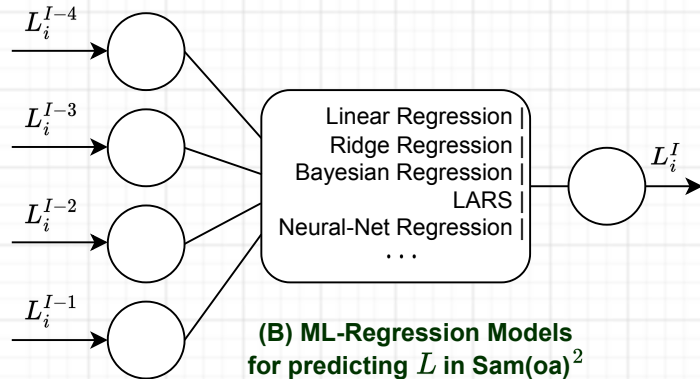 L_i^{I-4}
L_i^{I-3}
L_i^{I-2}
L_i^{I-1}
Linear Regression |
Ridge Regression |
Bayesian Regression |
LARS |
Neural-Net Regression |
...
L_i^I
(B) ML-Regression Models
for predicting L in Sam(oa)^2